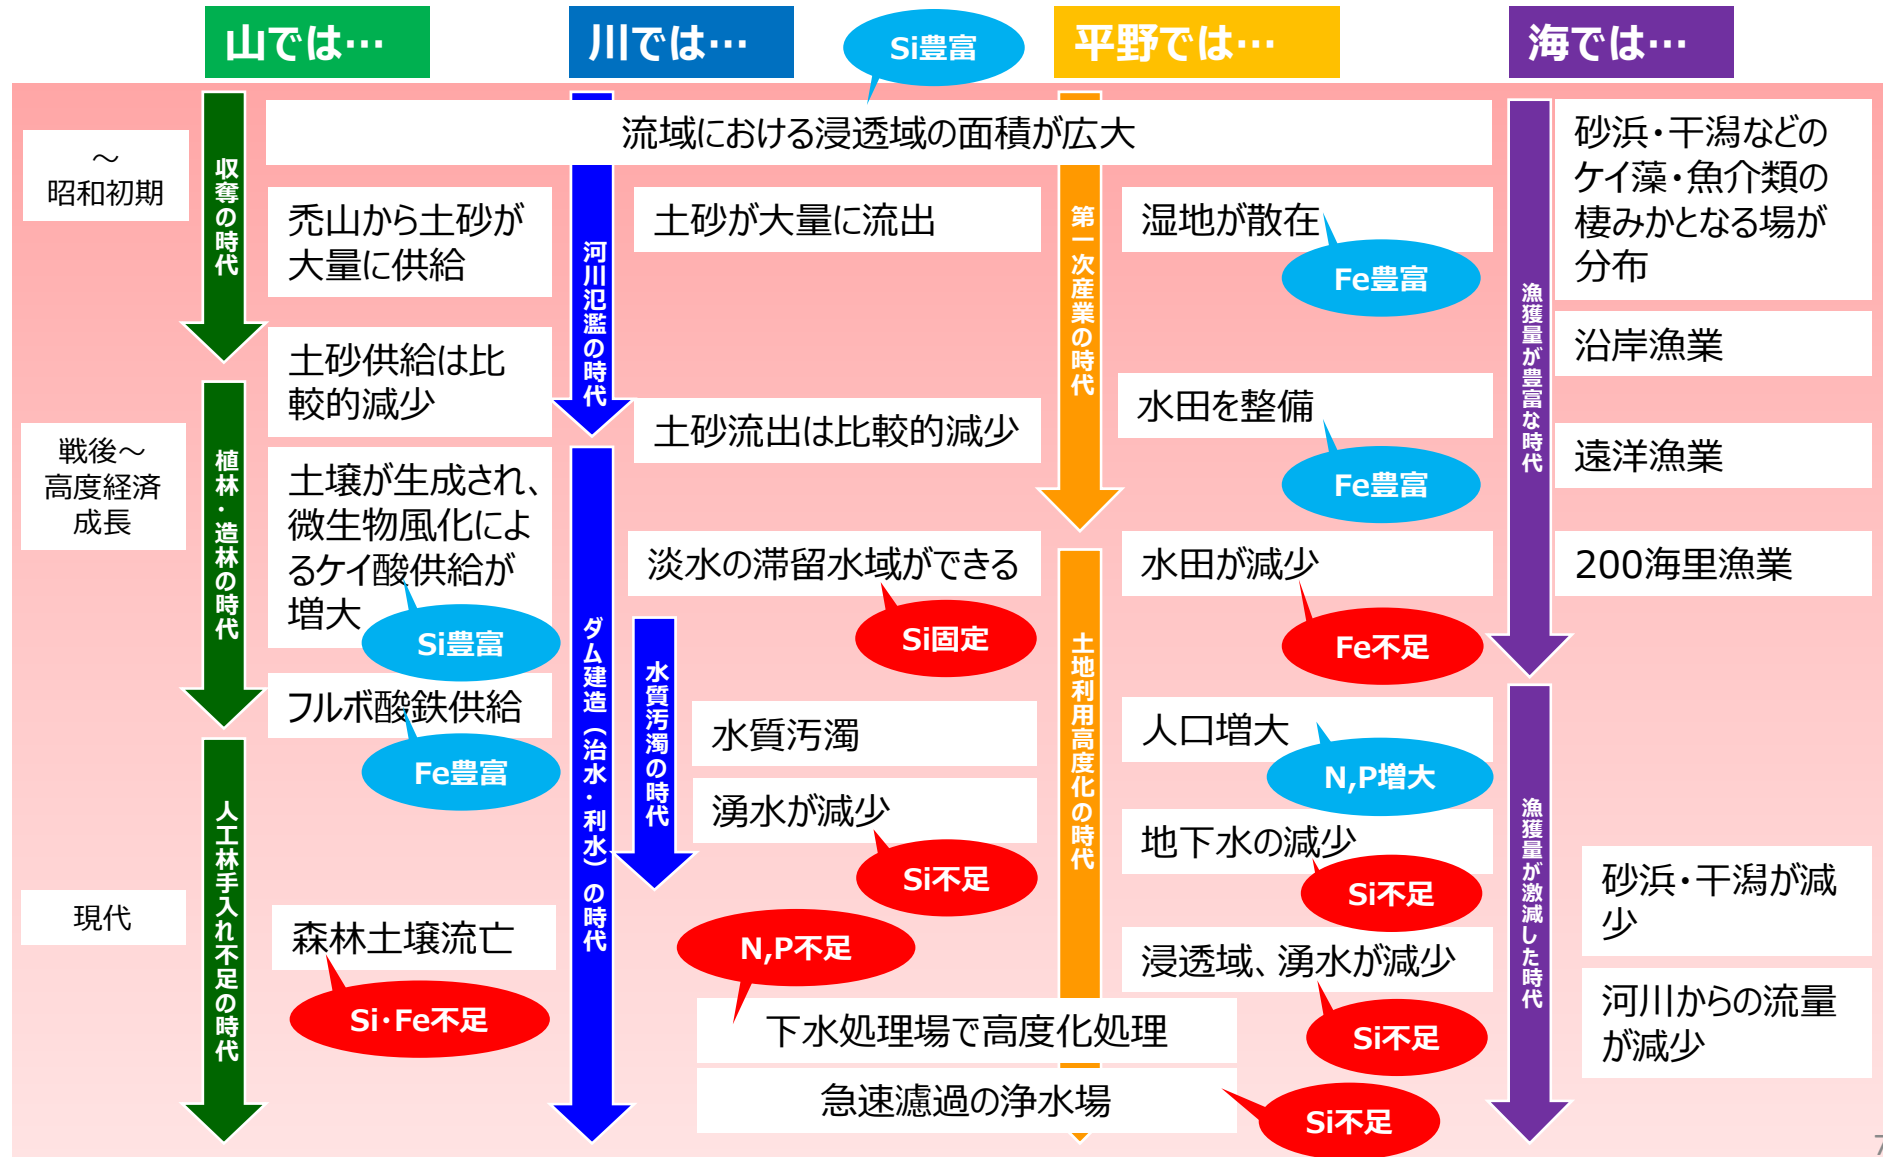 山では…
川では…
Si豊富
平野では…
海では…
流域における浸透域の面積が広大
～
昭和初期
戦後～
高度経済
成長
現代
収奪の時代
植林・造林の時代
人工林手入れ不足の時代
禿山から土砂が
大量に供給
土砂供給は比
較的減少
土壌が生成され、
微生物風化によ
るケイ酸供給が
増大
Si豊富
フルボ酸鉄供給
Fe豊富
森林土壌流亡
Si・Fe不足
河川氾濫の時代
ダム建造（治水・利水）の時代
水質汚濁の時代
土砂が大量に流出
土砂流出は比較的減少
淡水の滞留水域ができる
Si固定
水質汚濁
湧水が減少
Si不足
N,P不足
下水処理場で高度化処理
急速濾過の浄水場
Si不足
第一次産業の時代
土地利用高度化の時代
湿地が散在
Fe豊富
水田を整備
Fe豊富
水田が減少
Fe不足
人口増大
N,P増大
地下水の減少
Si不足
浸透域、湧水が減少
Si不足
漁獲量が豊富な時代
漁獲量が激減した時代
砂浜・干潟などの
ケイ藻・魚介類の
棲みかとなる場が
分布
沿岸漁業
遠洋漁業
200海里漁業
砂浜・干潟が減
少
河川からの流量
が減少
7